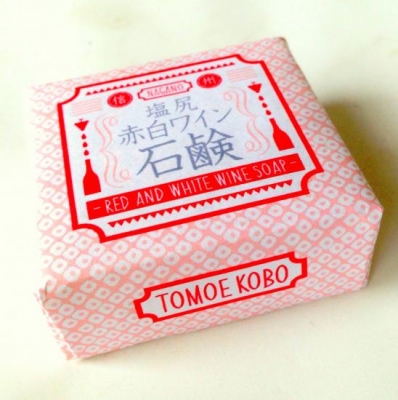 信 NAGANO 州
塩尻
赤白ワイン
石鹸
- RED AND WHITE WINE SOAP -
TOMOE KOBO